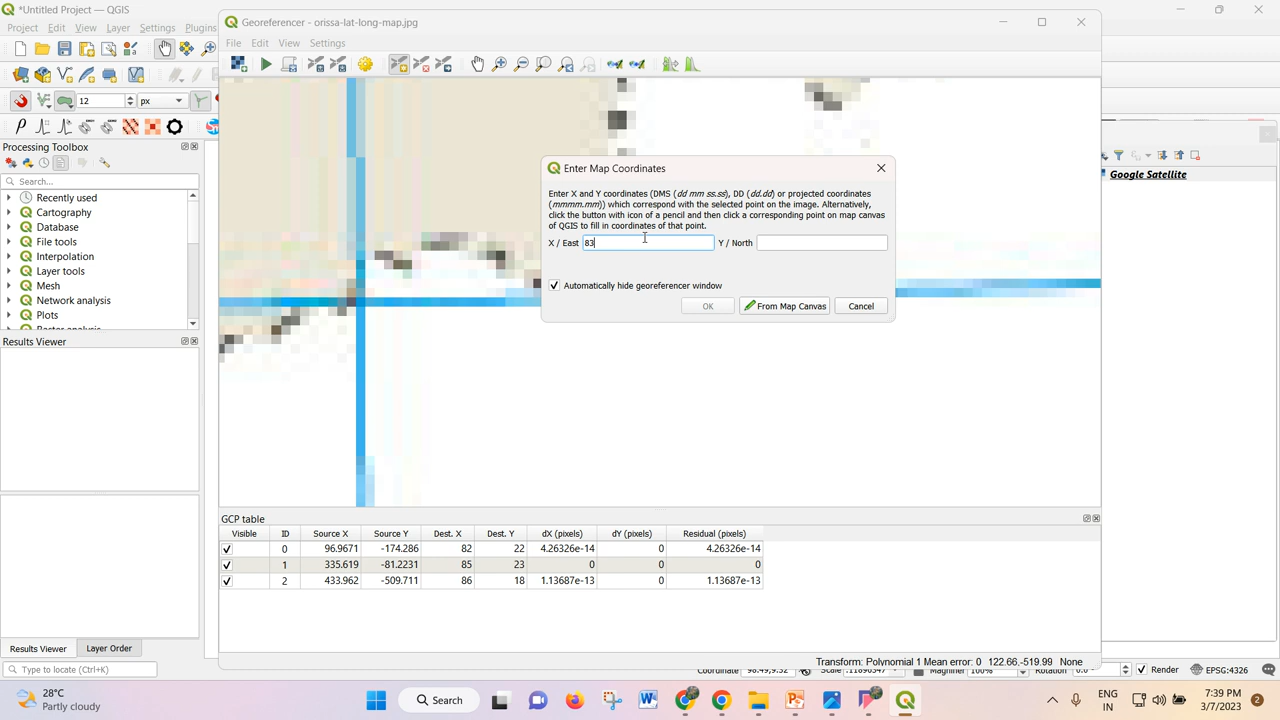 *Untitled Project — QGIS
Project Edit View Layer Settings Plugins
12 px
Processing Toolbox
Search...
Recently used
Cartography
Database
File tools
Interpolation
Layer tools
Mesh
Network analysis
Plots
Results Viewer
Results Viewer Layer Order
Type to locate (Ctrl+K)
Georeferencer - orissa-lat-long-map.jpg
File Edit View Settings
Enter Map Coordinates
Enter X and Y coordinates (DMS (dd mm ss.ss), DD (dd.dd) or projected coordinates
(mmmm.mm)) which correspond with the selected point on the image. Alternatively,
click the button with icon of a pencil and then click a corresponding point on map canvas
of QGIS to fill in coordinates of that point.
X / East 83 Y / North
Automatically hide georeferencer window
OK From Map Canvas Cancel
Google Satellite
GCP table
Visible ID Source X Source Y Dest. X Dest. Y dX (pixels) dY (pixels) Residual (pixels)
0 96.9671 -174.286 82 22 4.26326e-14 0 4.26326e-14
1 335.619 -81.2231 85 23 0 0 0
2 433.962 -509.711 86 18 1.13687e-13 0 1.13687e-13
Transform: Polynomial 1 Mean error: 0 122.66,-519.99 None
Coordinate Magnifier 100% Render EPSG:4326
28°C
Partly cloudy
Search
ENG
IN
7:39 PM
3/7/2023
2